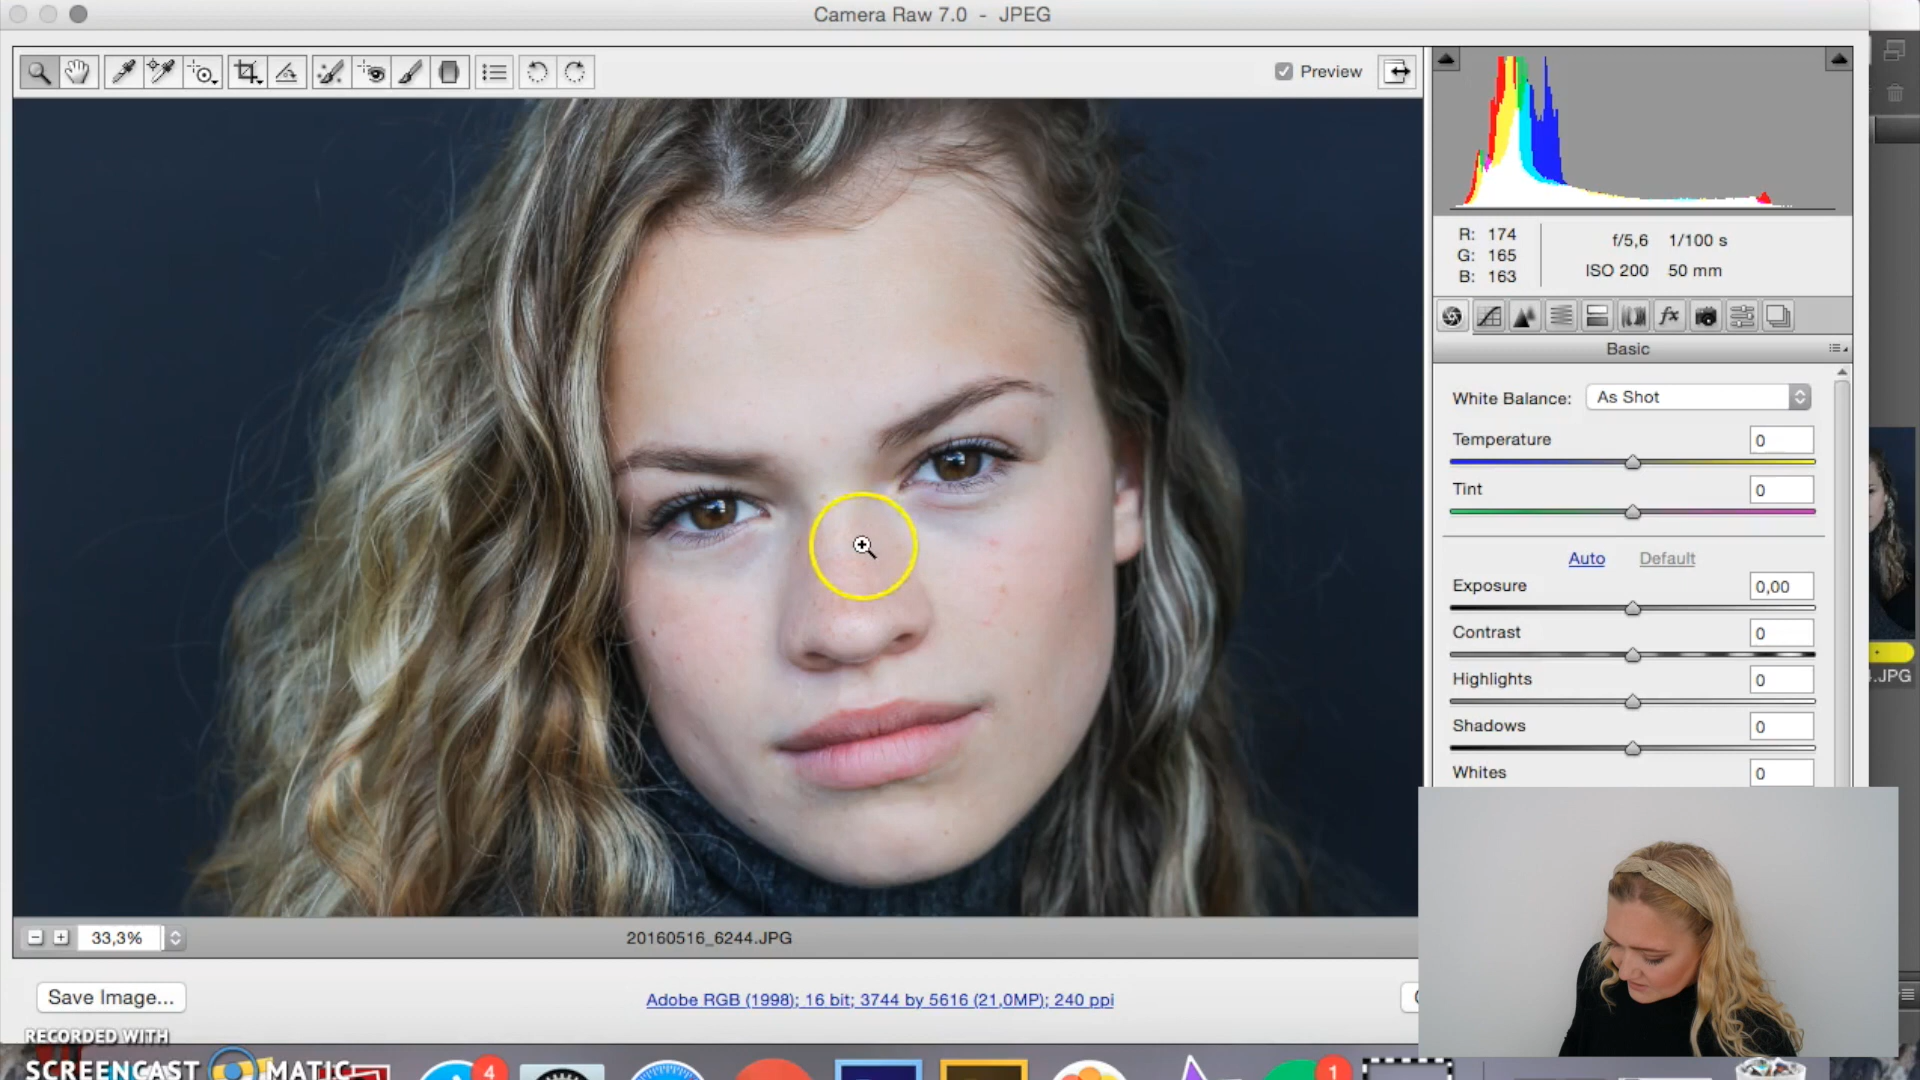 Camera Raw 7.0 - JPEG
Preview
R: 174
G: 165
B: 163
f/5,6 1/100 s
ISO 200 50 mm
fx
Basic
White Balance: As Shot
Temperature 0
Tint 0
Auto Default
Exposure 0,00
Contrast 0
Highlights 0
Shadows 0
Whites 0
.JPG
33,3%
20160516_6244.JPG
Save Image...
Adobe RGB (1998); 16 bit; 3744 by 5616 (21,0MP); 240 ppi
RECORDED WITH
SCREENCAST MATIC
4
1